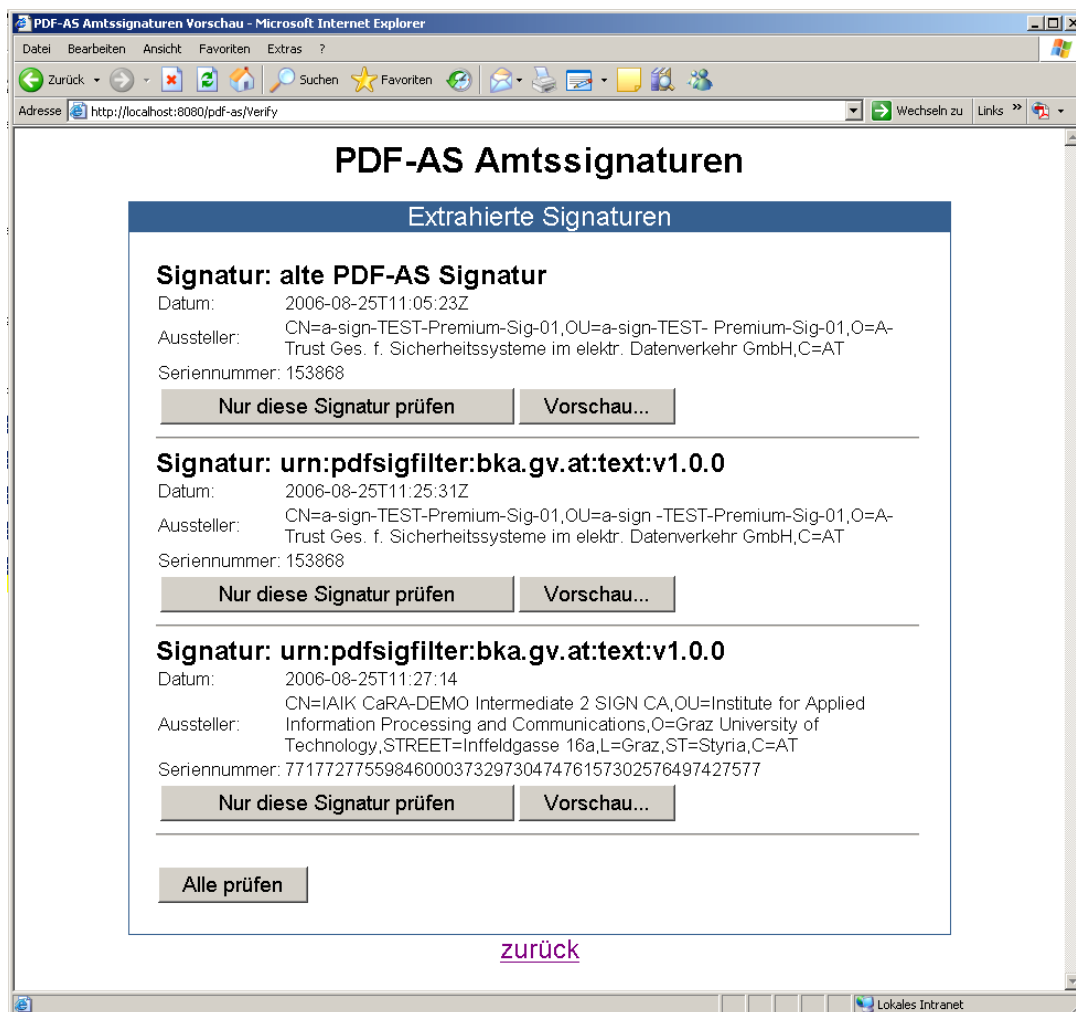 PDF-AS Amtssignaturen Vorschau - Microsoft Internet Explorer
Datei Bearbeiten Ansicht Favoriten Extras ?
Zurück Suchen Favoriten
Adresse http://localhost:8080/pdf-as/Verify Wechseln zu Links »
PDF-AS Amtssignaturen
Extrahierte Signaturen
Signatur: alte PDF-AS Signatur
Datum: 2006-08-25T11:05:23Z
CN=a-sign-TEST-Premium-Sig-01,OU=a-sign-TEST- Premium-Sig-01,O=A-
Aussteller:
Trust Ges. f. Sicherheitssysteme im elektr. Datenverkehr GmbH,C=AT
Seriennummer: 153868
Nur diese Signatur prüfen Vorschau...
Signatur: urn:pdfsigfilter:bka.gv.at:text:v1.0.0
Datum: 2006-08-25T11:25:31Z
CN=a-sign-TEST-Premium-Sig-01,OU=a-sign -TEST-Premium-Sig-01,O=A-
Aussteller:
Trust Ges. f. Sicherheitssysteme im elektr. Datenverkehr GmbH,C=AT
Seriennummer: 153868
Nur diese Signatur prüfen Vorschau...
Signatur: urn:pdfsigfilter:bka.gv.at:text:v1.0.0
Datum: 2006-08-25T11:27:14
CN=IAIK CaRA-DEMO Intermediate 2 SIGN CA,OU=Institute for Applied
Aussteller: Information Processing and Communications,O=Graz University of
Technology,STREET=Inffeldgasse 16a,L=Graz,ST=Styria,C=AT
Seriennummer: 771772775598460003732973047476157302576497427577
Nur diese Signatur prüfen Vorschau...
Alle prüfen
zurück
Lokales Intranet